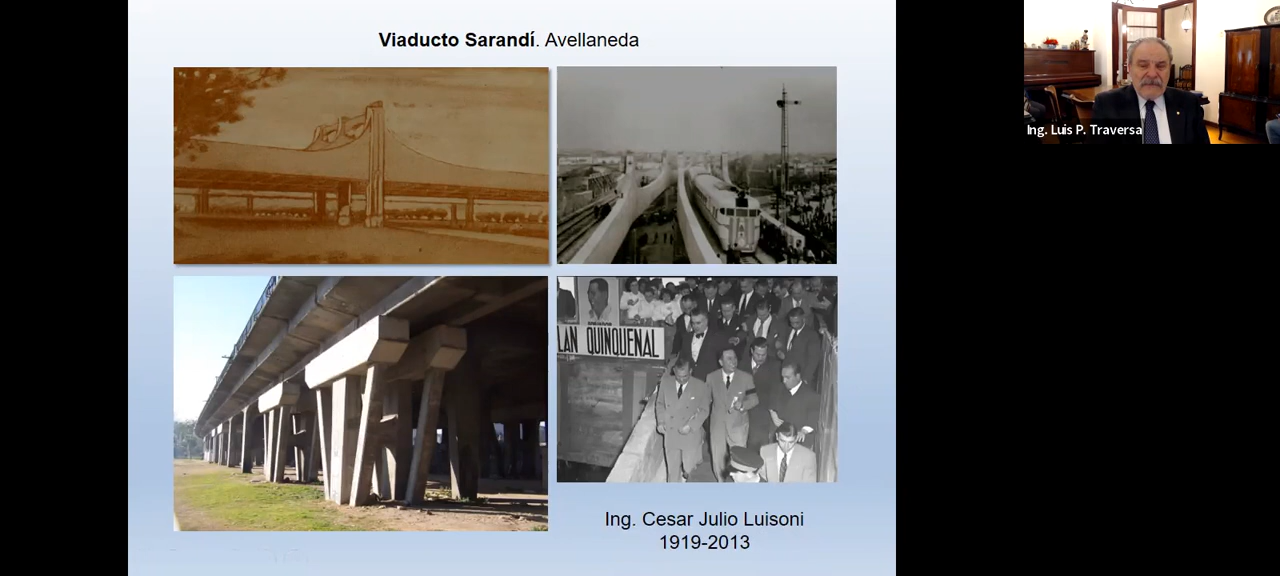 Viaducto Sarandí. Avellaneda
LAN QUINQUENAL
Ing. Cesar Julio Luisoni
1919-2013
Ing. Luis P. Traversa